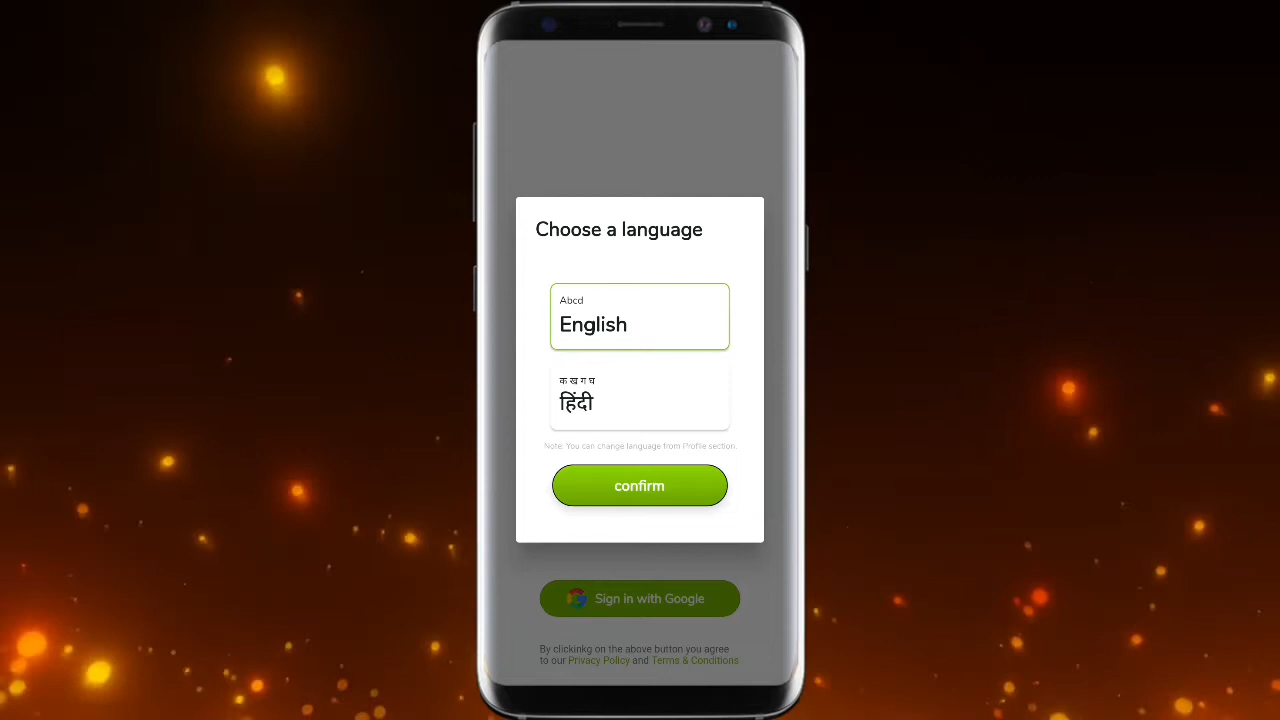 Choose a language
Abcd
English
क ख ग घ
हिंदी
Note: You can change language from Profile section.
confirm
Sign in with Google
By clickinkg on the above button you agree
to our Privacy Policy and Terms & Conditions